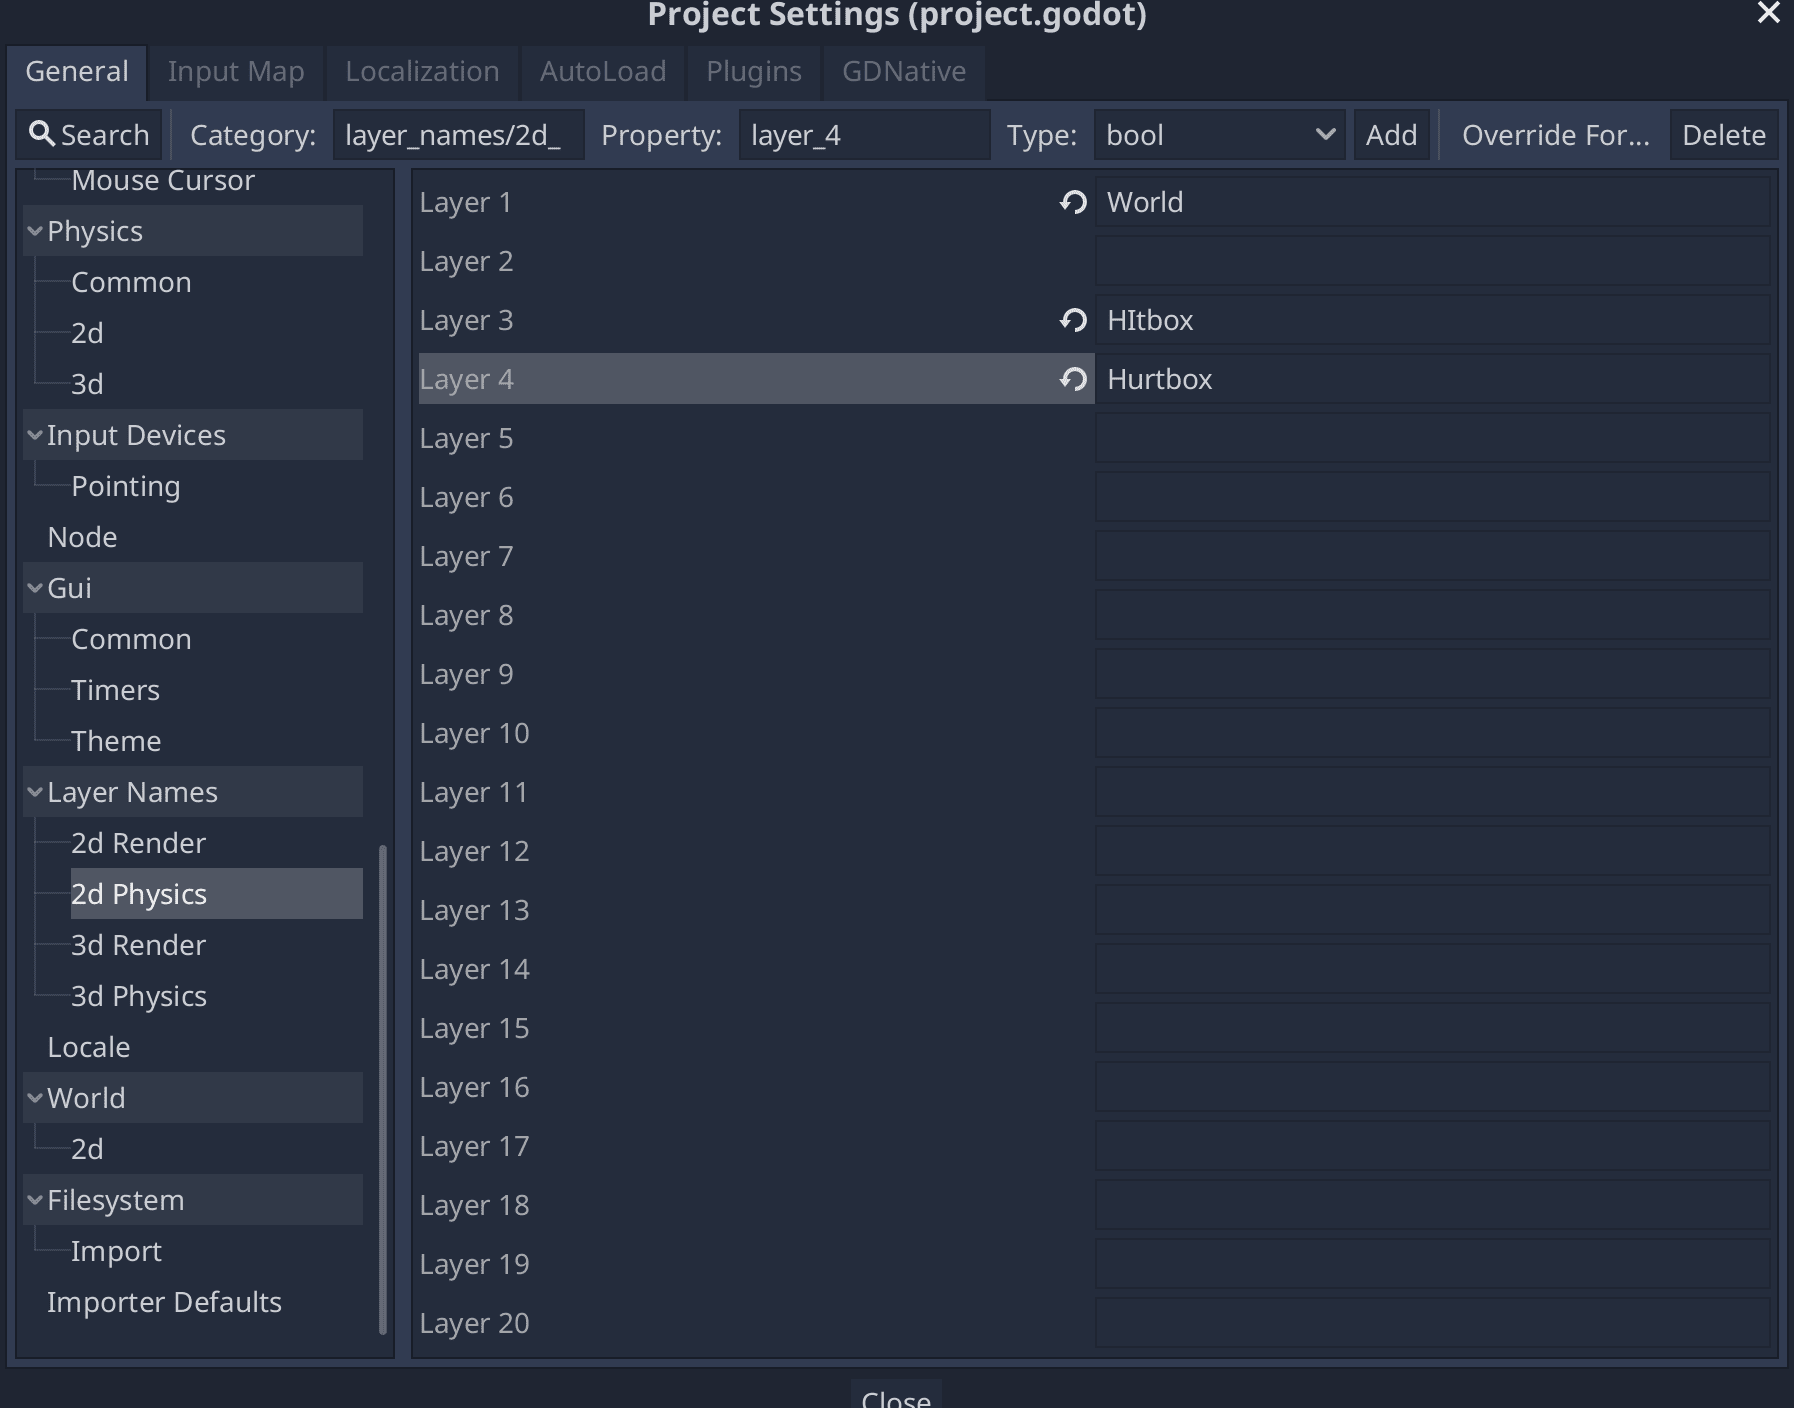 Project Settings (project.godot)
General Input Map Localization AutoLoad Plugins GDNative
Search Category: layer_names/2d_ Property: layer_4 Type: bool Add Override For... Delete
Mouse Cursor
Physics
Common
2d
3d
Input Devices
Pointing
Node
Gui
Common
Timers
Theme
Layer Names
2d Render
2d Physics
3d Render
3d Physics
Locale
World
2d
Filesystem
Import
Importer Defaults
Layer 1 World
Layer 2
Layer 3 HItbox
Layer 4 Hurtbox
Layer 5
Layer 6
Layer 7
Layer 8
Layer 9
Layer 10
Layer 11
Layer 12
Layer 13
Layer 14
Layer 15
Layer 16
Layer 17
Layer 18
Layer 19
Layer 20
Close